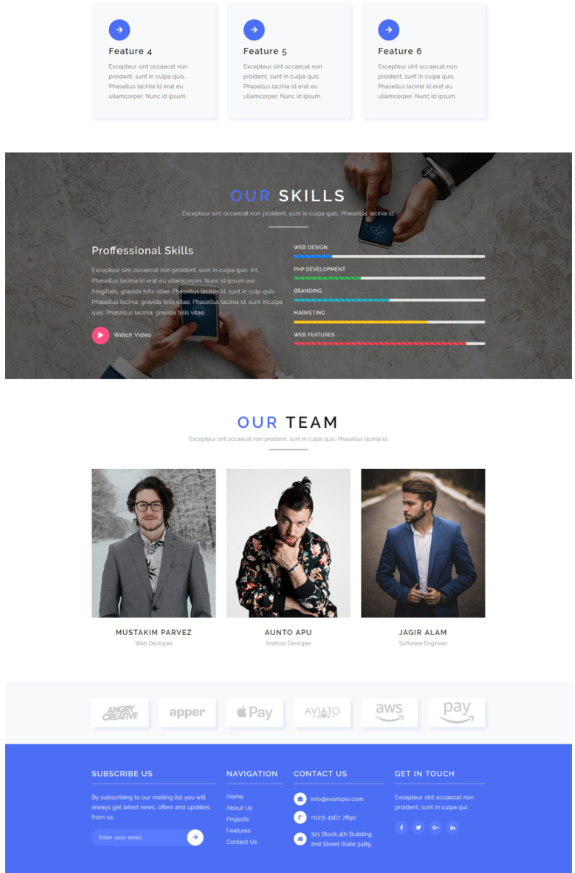 Feature 4
Excepteur sint occaecat non
proident, sunt in culpa quis.
Phasellus lacinia id erat eu
ullamcorper. Nunc id ipsum.
Feature 5
Excepteur sint occaecat non
proident, sunt in culpa quis.
Phasellus lacinia id erat eu
ullamcorper. Nunc id ipsum.
Feature 6
Excepteur sint occaecat non
proident, sunt in culpa quis.
Phasellus lacinia id erat eu
ullamcorper. Nunc id ipsum.
OUR SKILLS
Excepteur sint occaecat non proident, sunt in culpa quis. Phasellus lacinia id.
Proffessional Skills
Excepteur sint occaecat non proident, sunt in culpa quis. int
Phasellus lacinia id erat eu ullamcorper. Nunc id ipsum eur
fringillats, gravida felis vitae. Phasellus lacinia id, sunt in culp quis.
Phasellus lacinia, gravida felis vitae. Phasellus lacinia id, sunt inculpa
quis. Phasellus lacinia, gravida felis vitae.
Watch Video
WEB DESIGN
PHP DEVELOPMENT
BRANDING
MARKETING
WEB FEATURES
OUR TEAM
Excepteur sint occaecat non proident, sunt in culpa quis. Phasellus lacinia id.
MUSTAKIM PARVEZ
Web Devloper
AUNTO APU
Android Devloper
JAGIR ALAM
Software Engineer
ANGRY
CREATIVE
apper
Pay
AVIATO
aws
pay
SUBSCRIBE US
By subscribing to our mailing list you will
always get latest news, offers and updates
from us.
Enter your email..
NAVIGATION
Home
About Us
Projects
Features
Contact Us
CONTACT US
info@example.com
+1(23) 4567 7890
321 Block,4th Building,
2nd Street State 3489.
GET IN TOUCH
Excepteur sint occaecat non
proident, sunt in culpa qui.